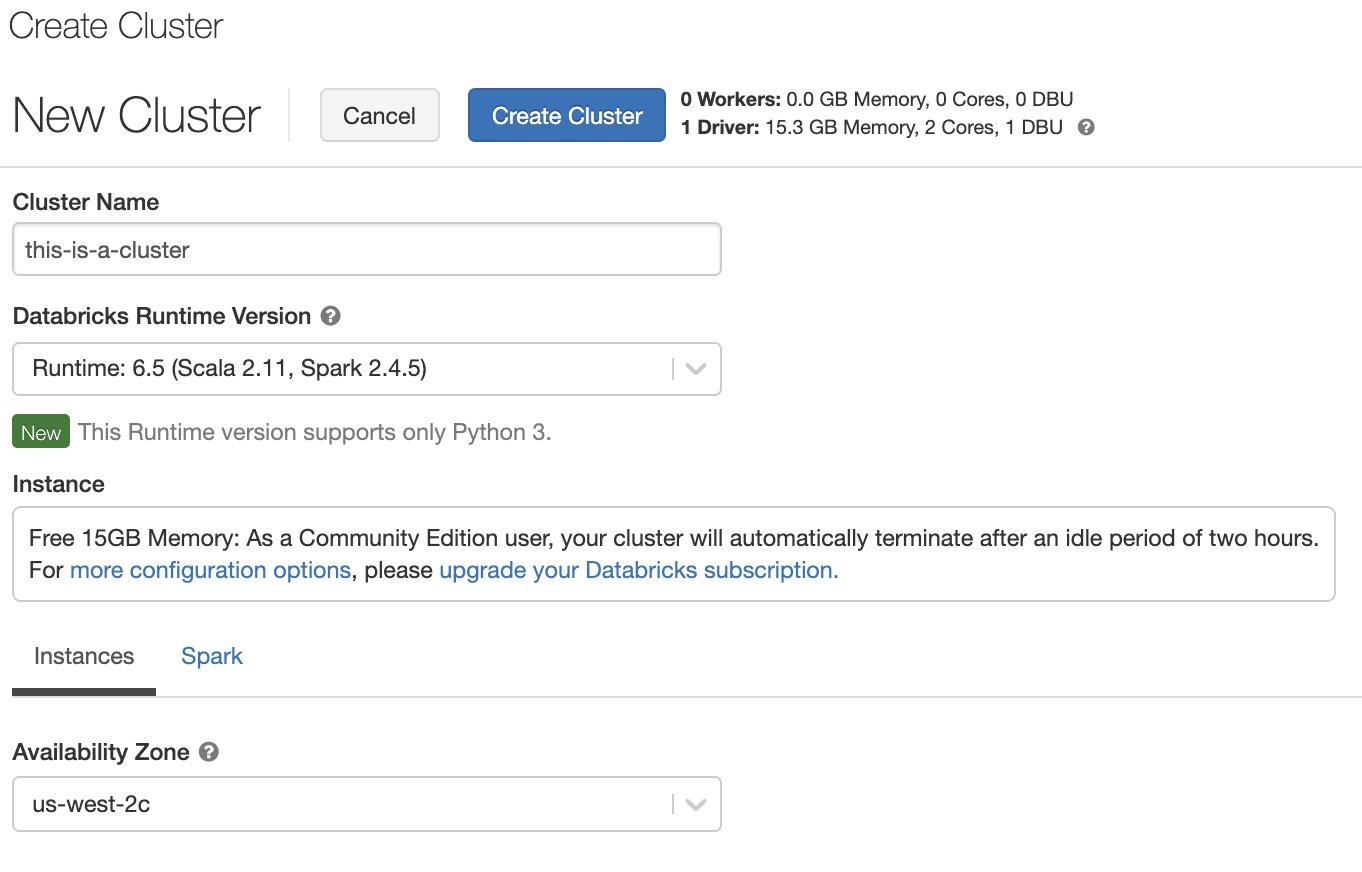 Create Cluster
New Cluster
Cancel
Create Cluster
0 Workers: 0.0 GB Memory, 0 Cores, 0 DBU
1 Driver: 15.3 GB Memory, 2 Cores, 1 DBU ?
Cluster Name
this-is-a-cluster
Databricks Runtime Version ?
Runtime: 6.5 (Scala 2.11, Spark 2.4.5)
New This Runtime version supports only Python 3.
Instance
Free 15GB Memory: As a Community Edition user, your cluster will automatically terminate after an idle period of two hours.
For more configuration options, please upgrade your Databricks subscription.
Instances Spark
Availability Zone ?
us-west-2c